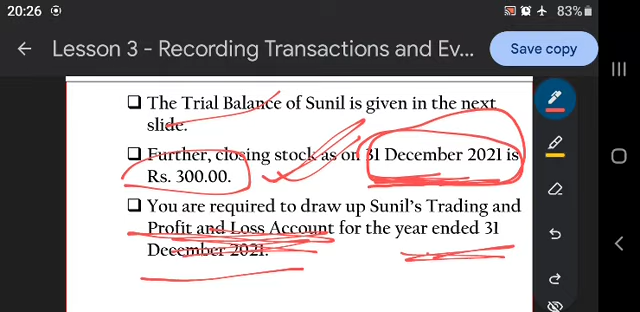 20:26
83%
Lesson 3 - Recording Transactions and Ev...
Save copy
❑ The Trial Balance of Sunil is given in the next
slide.
❑ Further, closing stock as on 31 December 2021 is
Rs. 300.00.
❑ You are required to draw up Sunil's Trading and
Profit and Loss Account for the year ended 31
December 2021.